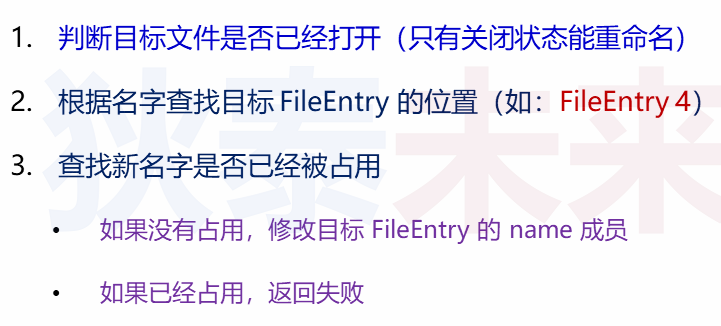 1. 判断目标文件是否已经打开（只有关闭状态能重命名）
2. 根据名字查找目标 FileEntry 的位置（如：FileEntry 4）
3. 查找新名字是否已经被占用
• 如果没有占用，修改目标 FileEntry 的 name 成员
• 如果已经占用，返回失败
狄泰未来